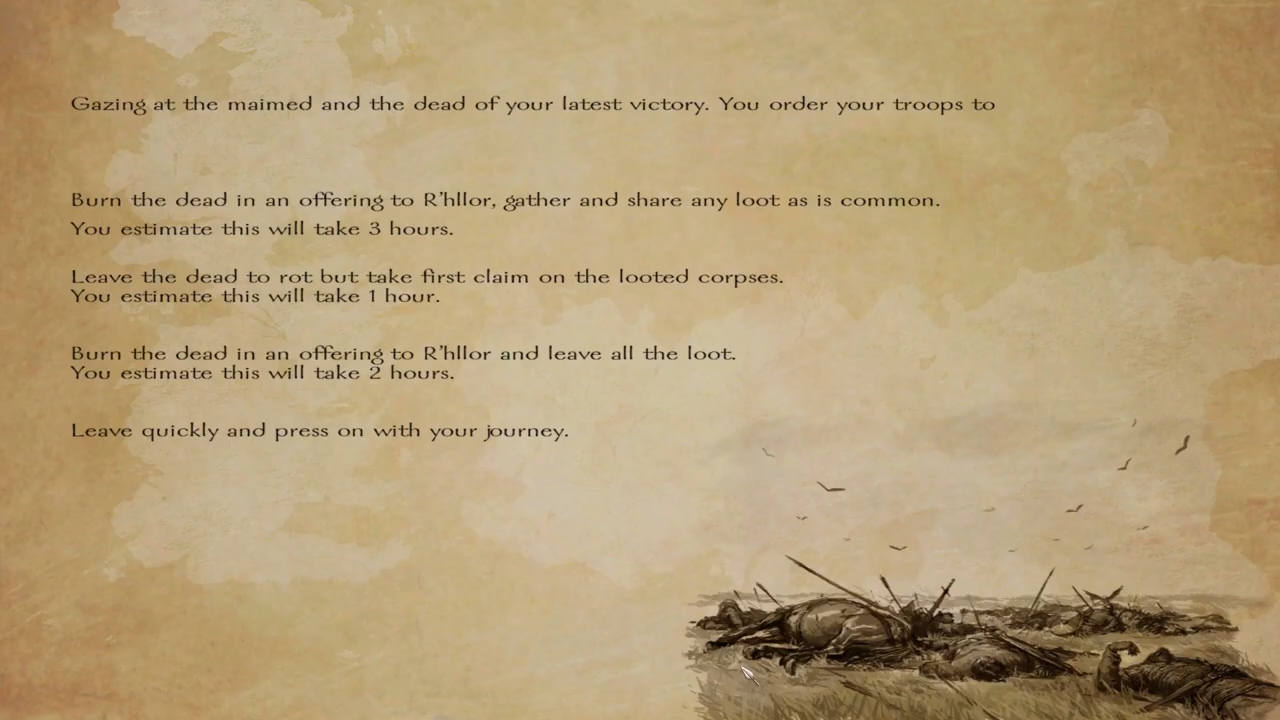 Gazing at the maimed and the dead of your latest victory. You order your troops to
Burn the dead in an offering to R'hllor, gather and share any loot as is common.
You estimate this will take 3 hours.
Leave the dead to rot but take first claim on the looted corpses.
You estimate this will take 1 hour.
Burn the dead in an offering to R'hllor and leave all the loot.
You estimate this will take 2 hours.
Leave quickly and press on with your journey.